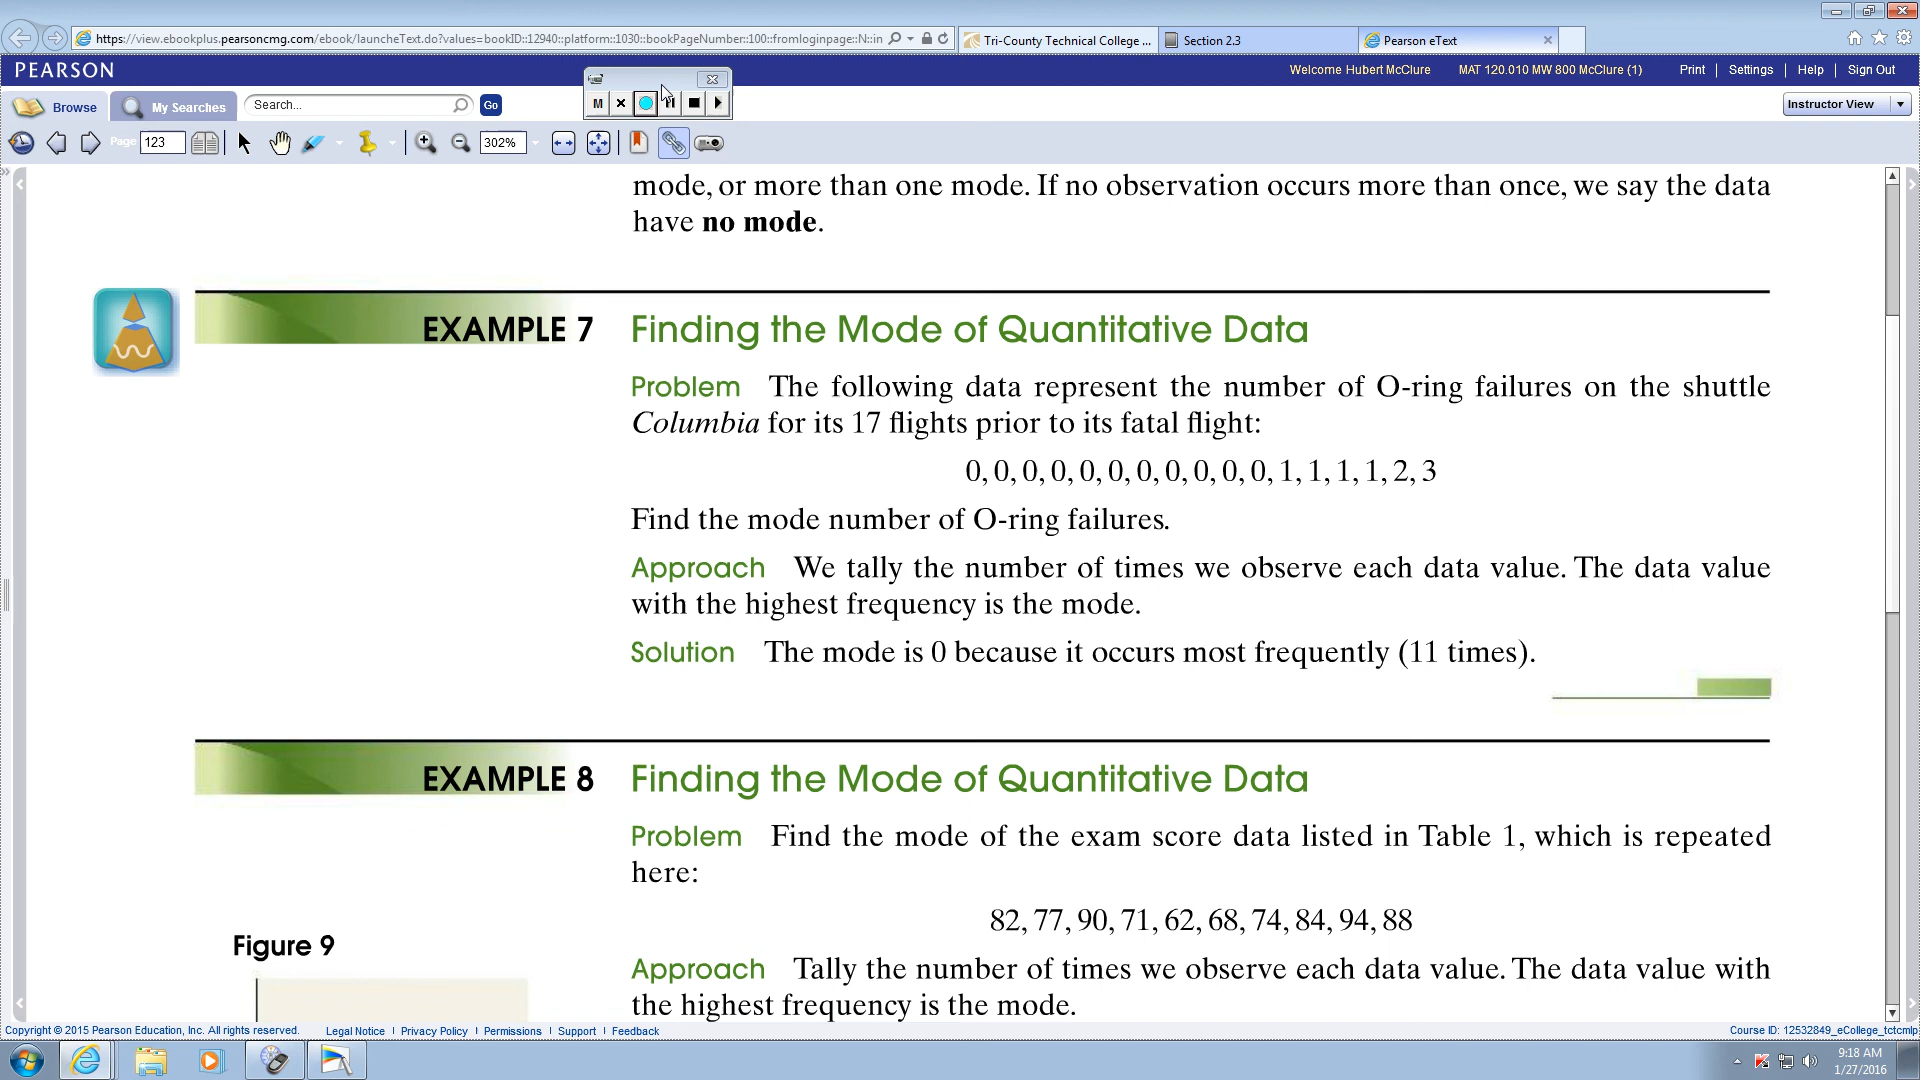 https://view.ebookplus.pearsoncmg.com/ebook/launcheText.do?values=bookID::12940::platform::1030::bookPageNumber::100::fromloginpage::N::in
Tri-County Technical College ...
Section 2.3
Pearson eText
PEARSON
Welcome Hubert McClure
MAT 120.010 MW 800 McClure (1)
Print
Settings
Help
Sign Out
Browse
My Searches
Search...
Go
M
Instructor View
Page
123
302%
mode, or more than one mode. If no observation occurs more than once, we say the data
have no mode.
EXAMPLE 7 Finding the Mode of Quantitative Data
Problem The following data represent the number of O-ring failures on the shuttle
Columbia for its 17 flights prior to its fatal flight:
0, 0, 0, 0, 0, 0, 0, 0, 0, 0, 0, 1, 1, 1, 1, 2, 3
Find the mode number of O-ring failures.
Approach We tally the number of times we observe each data value. The data value
with the highest frequency is the mode.
Solution The mode is 0 because it occurs most frequently (11 times).
EXAMPLE 8 Finding the Mode of Quantitative Data
Problem Find the mode of the exam score data listed in Table 1, which is repeated
here:
82, 77, 90, 71, 62, 68, 74, 84, 94, 88
Figure 9
Approach Tally the number of times we observe each data value. The data value with
the highest frequency is the mode.
Copyright © 2015 Pearson Education, Inc. All rights reserved.
Legal Notice | Privacy Policy | Permissions | Support | Feedback
Course ID: 12532849_eCollege_tctcmlp
9:18 AM
1/27/2016